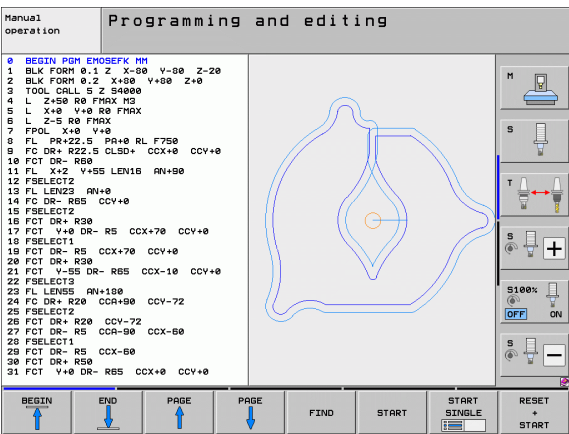 Manual
operation
Programming and editing
0 BEGIN PGM EMOSEFK MM
1 BLK FORM 0.1 Z X-80 Y-80 Z-20
2 BLK FORM 0.2 X+80 Y+80 Z+0
3 TOOL CALL 5 Z S4000
4 L Z+50 R0 FMAX M3
5 L X+0 Y+0 R0 FMAX
6 L Z-5 R0 FMAX
7 FPOL X+0 Y+0
8 FL PR+22.5 PA+0 RL F750
9 FC DR+ R22.5 CLSD+ CCX+0 CCY+0
10 FCT DR- R60
11 FL X+2 Y+55 LEN16 AN+90
12 FSELECT2
13 FL LEN23 AN+0
14 FC DR- R65 CCY+0
15 FSELECT2
16 FCT DR+ R30
17 FCT Y+0 DR- R5 CCX+70 CCY+0
18 FSELECT1
19 FCT DR- R5 CCX+70 CCY+0
20 FCT DR+ R30
21 FCT Y-55 DR- R65 CCX-10 CCY+0
22 FSELECT3
23 FL LEN55 AN+180
24 FC DR+ R20 CCA+90 CCY-72
25 FSELECT2
26 FCT DR+ R20 CCY-72
27 FCT DR- R5 CCA-90 CCX-60
28 FSELECT1
29 FCT DR- R5 CCX-60
30 FCT DR+ R50
31 FCT Y+0 DR- R65 CCX+0 CCY+0
M
S
T
S
S100%
OFF ON
S
BEGIN
END
PAGE
PAGE
FIND
START
START
SINGLE
RESET
+
START